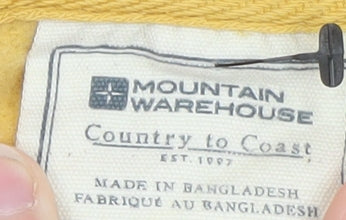 MOUNTAIN
WAREHOUSE
Country to Coast
EST. 1997
MADE IN BANGLADESH
FABRIQUÉ AU BANGLADESH